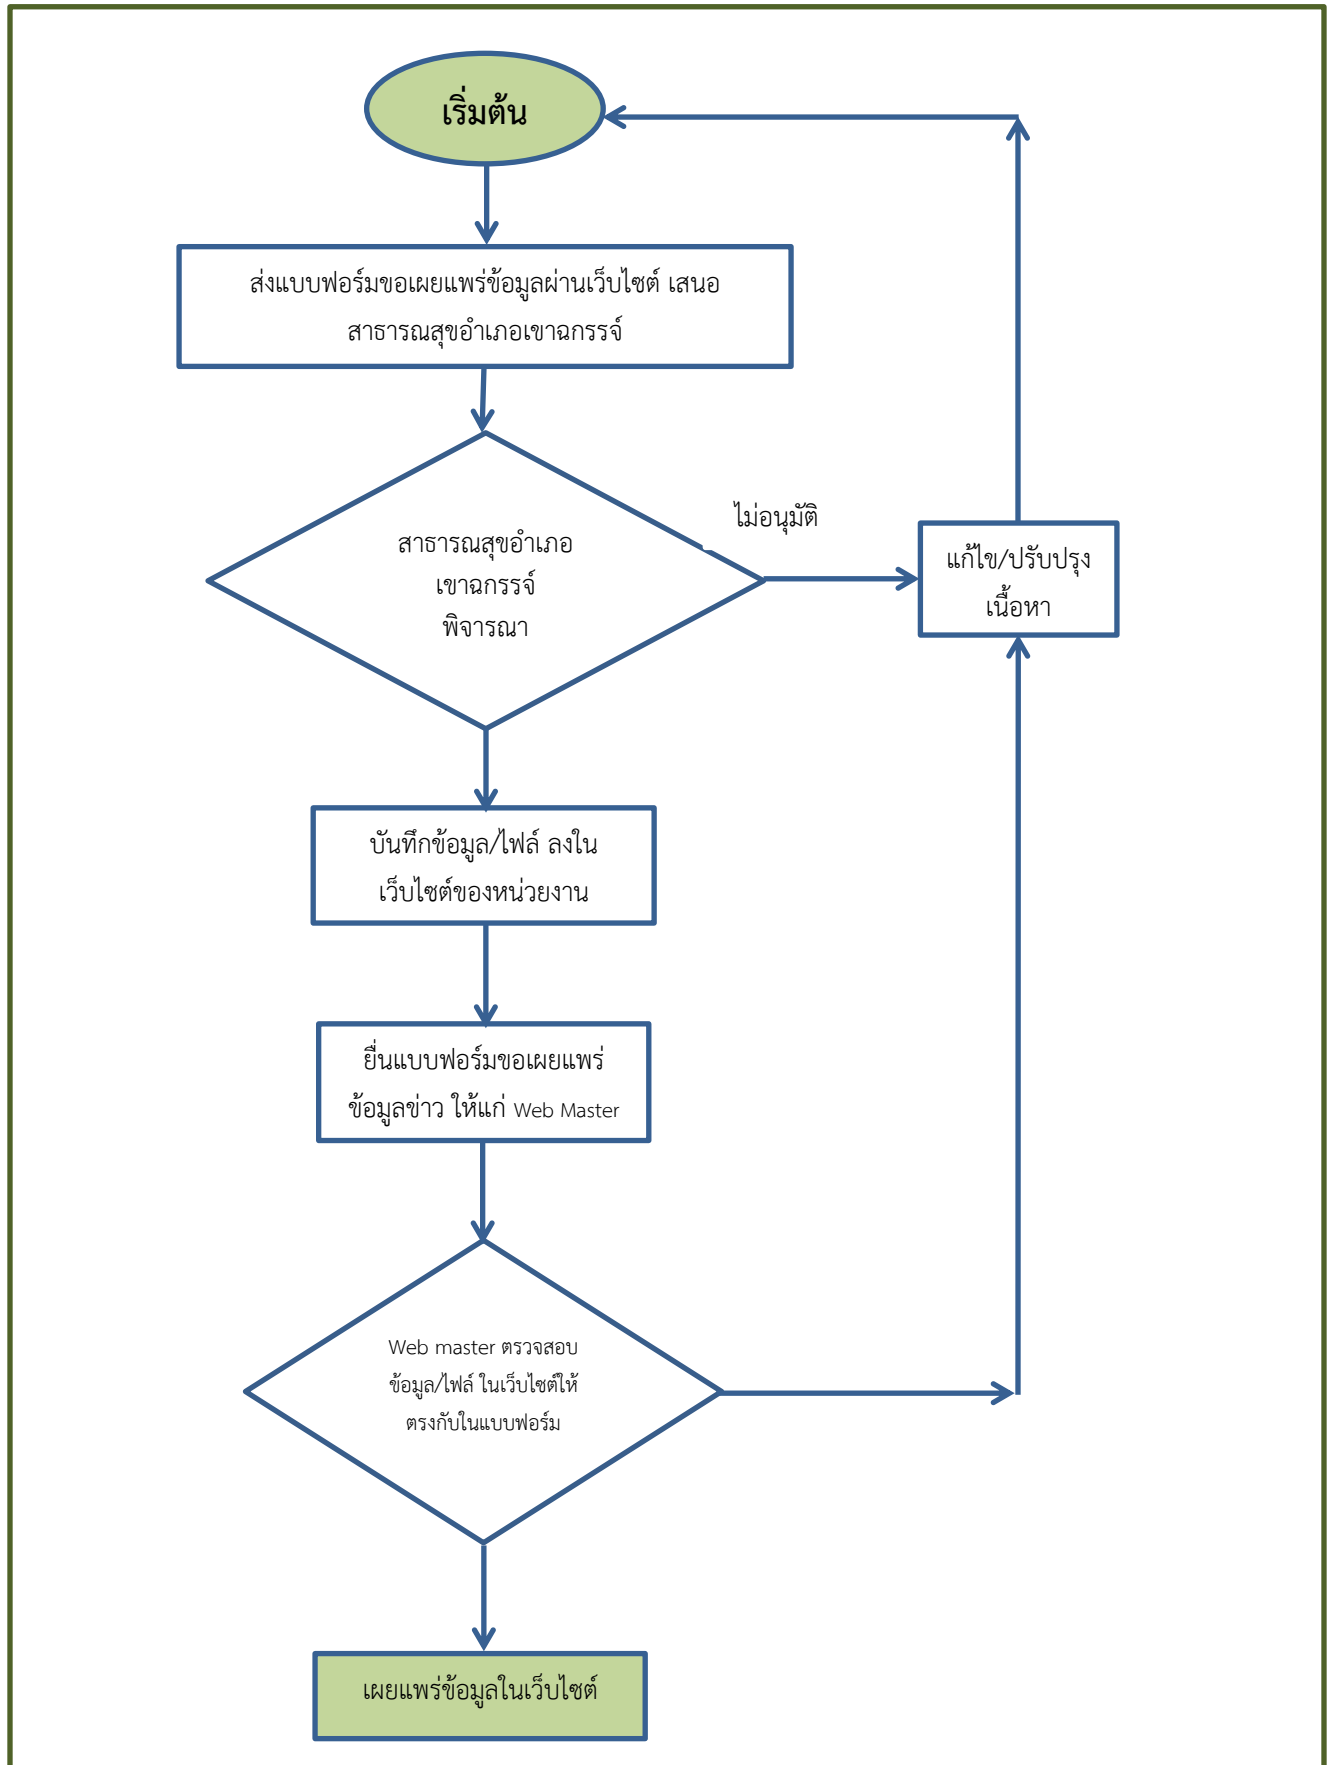 เริ่มต้น
ส่งแบบฟอร์มขอเผยแพร่ข้อมูลผ่านเว็บไซต์ เสนอ
สาธารณสุขอำเภอเขาฉกรรจ์
ไม่อนุมัติ
สาธารณสุขอำเภอ
เขาฉกรรจ์
พิจารณา
แก้ไข/ปรับปรุง
เนื้อหา
บันทึกข้อมูล/ไฟล์ ลงใน
เว็บไซต์ของหน่วยงาน
ยื่นแบบฟอร์มขอเผยแพร่
ข้อมูลข่าว ให้แก่ Web Master
Web master ตรวจสอบ
ข้อมูล/ไฟล์ ในเว็บไซต์ให้
ตรงกับในแบบฟอร์ม
เผยแพร่ข้อมูลในเว็บไซต์